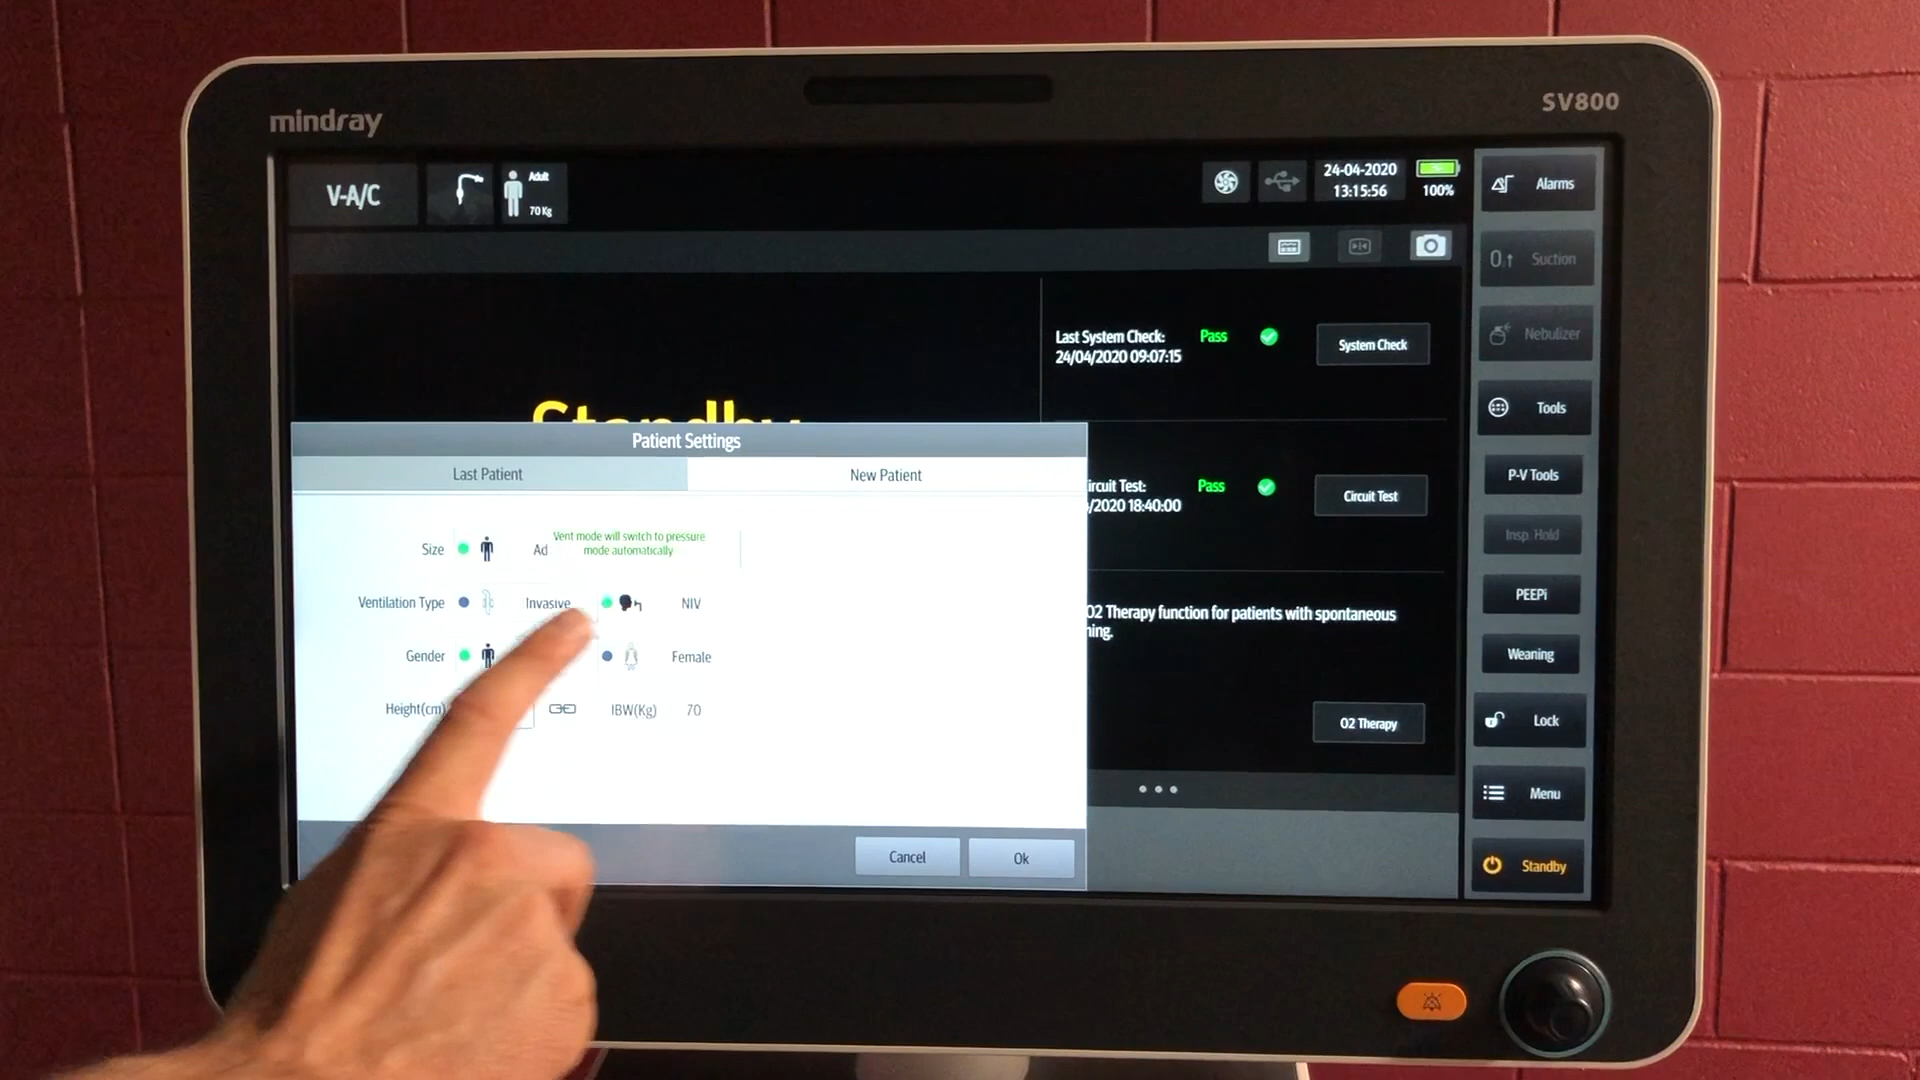 mindray
SV800
V-A/C
Adult
70 Kg
24-04-2020
13:15:56
100%
Alarms
Suction
Nebulizer
Tools
P-V Tools
Insp. Hold
PEEPi
Weaning
Lock
Menu
Standby
Last System Check:
24/04/2020 09:07:15
Pass
System Check
Standby
Patient Settings
Last Patient
New Patient
ircuit Test:
/2020 18:40:00
Pass
Circuit Test
Size
Ad
Vent mode will switch to pressure
mode automatically
Ventilation Type
Invasive
NIV
Gender
Female
Height(cm)
IBW(Kg)
70
O2 Therapy function for patients with spontaneous
ning.
O2 Therapy
Cancel
Ok